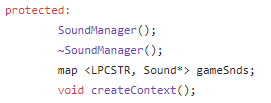 protected:
SoundManager();
~SoundManager();
map <LPCSTR, Sound*> gameSnds;
void createContext();